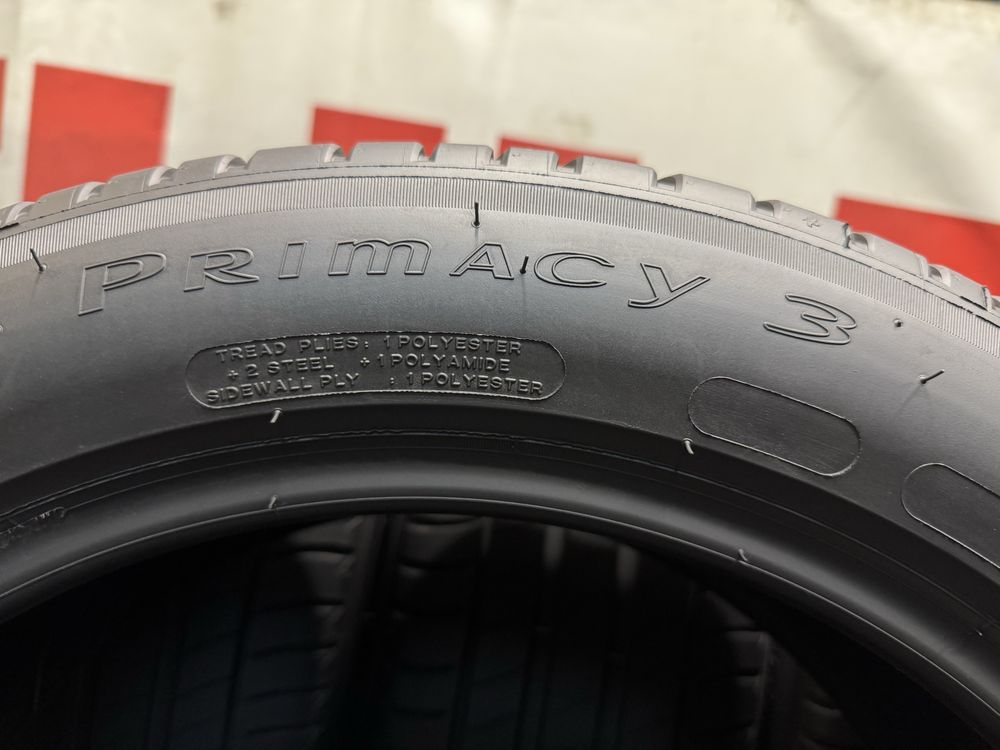 PRIMACY 3
TREAD PLIES: 1 POLYESTER
+ 2 STEEL + 1 POLYAMIDE
SIDEWALL PLY : 1 POLYESTER